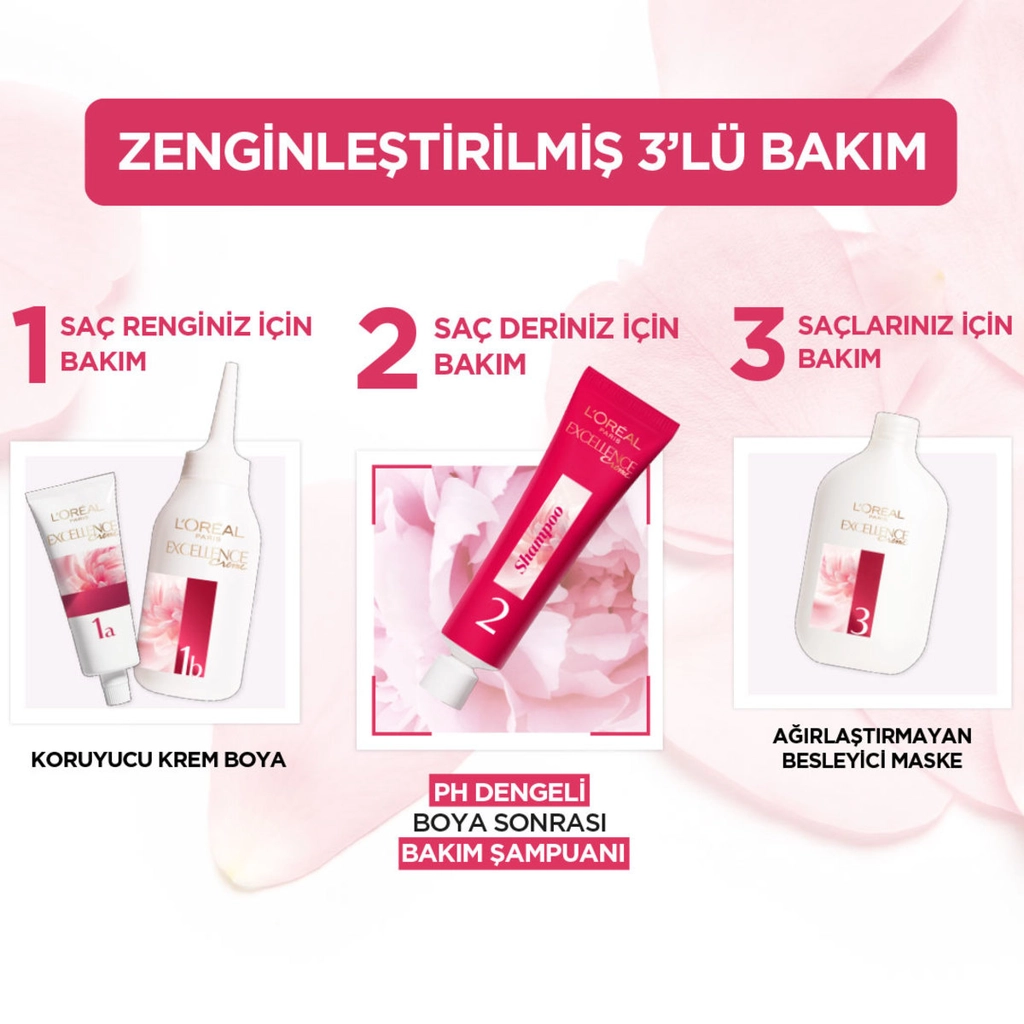 ZENGİNLEŞTİRİLMİŞ 3'LÜ BAKIM
1
SAÇ RENGİNİZ İÇİN
BAKIM
L'ORÉAL
PARIS
EXCELLENCE
Crème
1a
L'ORÉAL
PARIS
EXCELLENCE
Crème
1b
KORUYUCU KREM BOYA
2
SAÇ DERİNİZ İÇİN
BAKIM
L'ORÉAL
PARIS
EXCELLENCE
Crème
Shampoo
2
PH DENGELİ
BOYA SONRASI
BAKIM ŞAMPUANI
3
SAÇLARINIZ İÇİN
BAKIM
L'ORÉAL
PARIS
EXCELLENCE
Crème
3
AĞIRLAŞTIRMAYAN
BESLEYİCİ MASKE